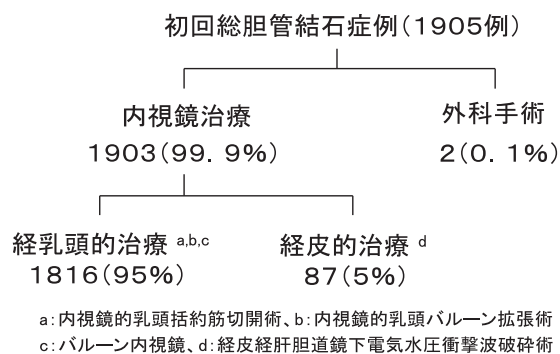 初回総胆管結石症例(1905例)
内視鏡治療
1903(99. 9%)
外科手術
2(0. 1%)
経乳頭的治療 a,b,c
1816(95%)
経皮的治療 d
87(5%)
a:内視鏡的乳頭括約筋切開術、b:内視鏡的乳頭バルーン拡張術
c:バルーン内視鏡、d:経皮経肝胆道鏡下電気水圧衝撃波破砕術